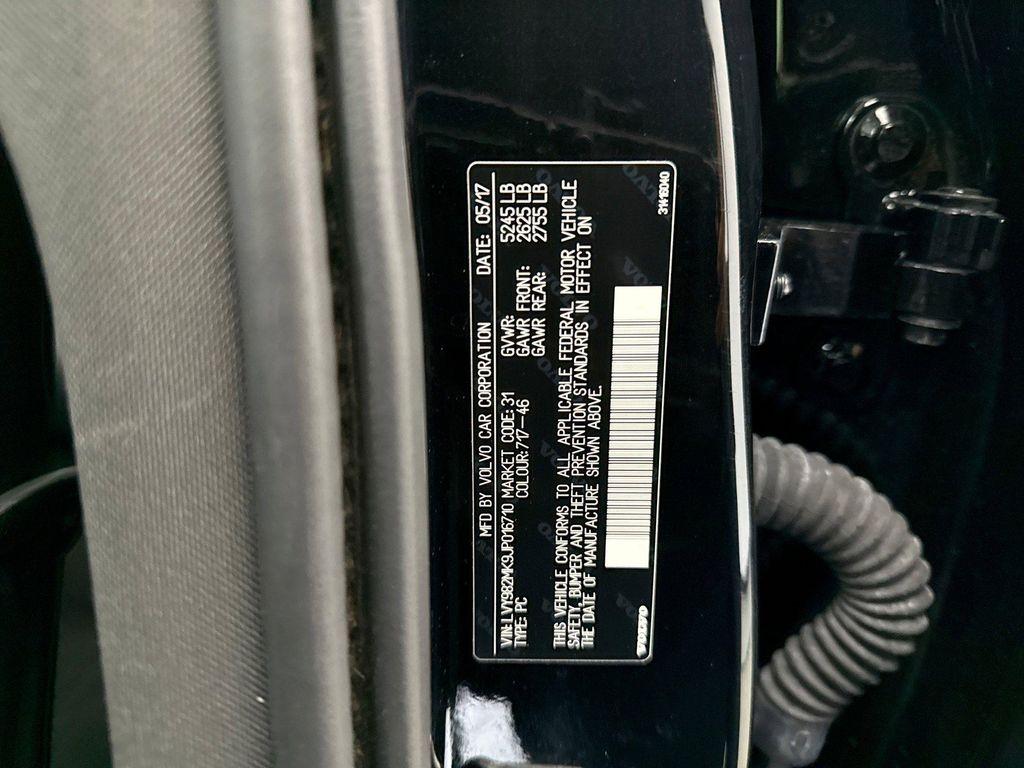 MFD BY VOLVO CAR CORPORATION DATE: 05/17
VIN:LVY982MK9JP016710 MARKET CODE:31 GVWR: 5245 LB
TYPE: PC COLOUR:717-46 GAWR FRONT: 2625 LB
GAWR REAR: 2755 LB
THIS VEHICLE CONFORMS TO ALL APPLICABLE FEDERAL MOTOR VEHICLE
SAFETY, BUMPER AND THEFT PREVENTION STANDARDS IN EFFECT ON
THE DATE OF MANUFACTURE SHOWN ABOVE.
VOLVO 31416040